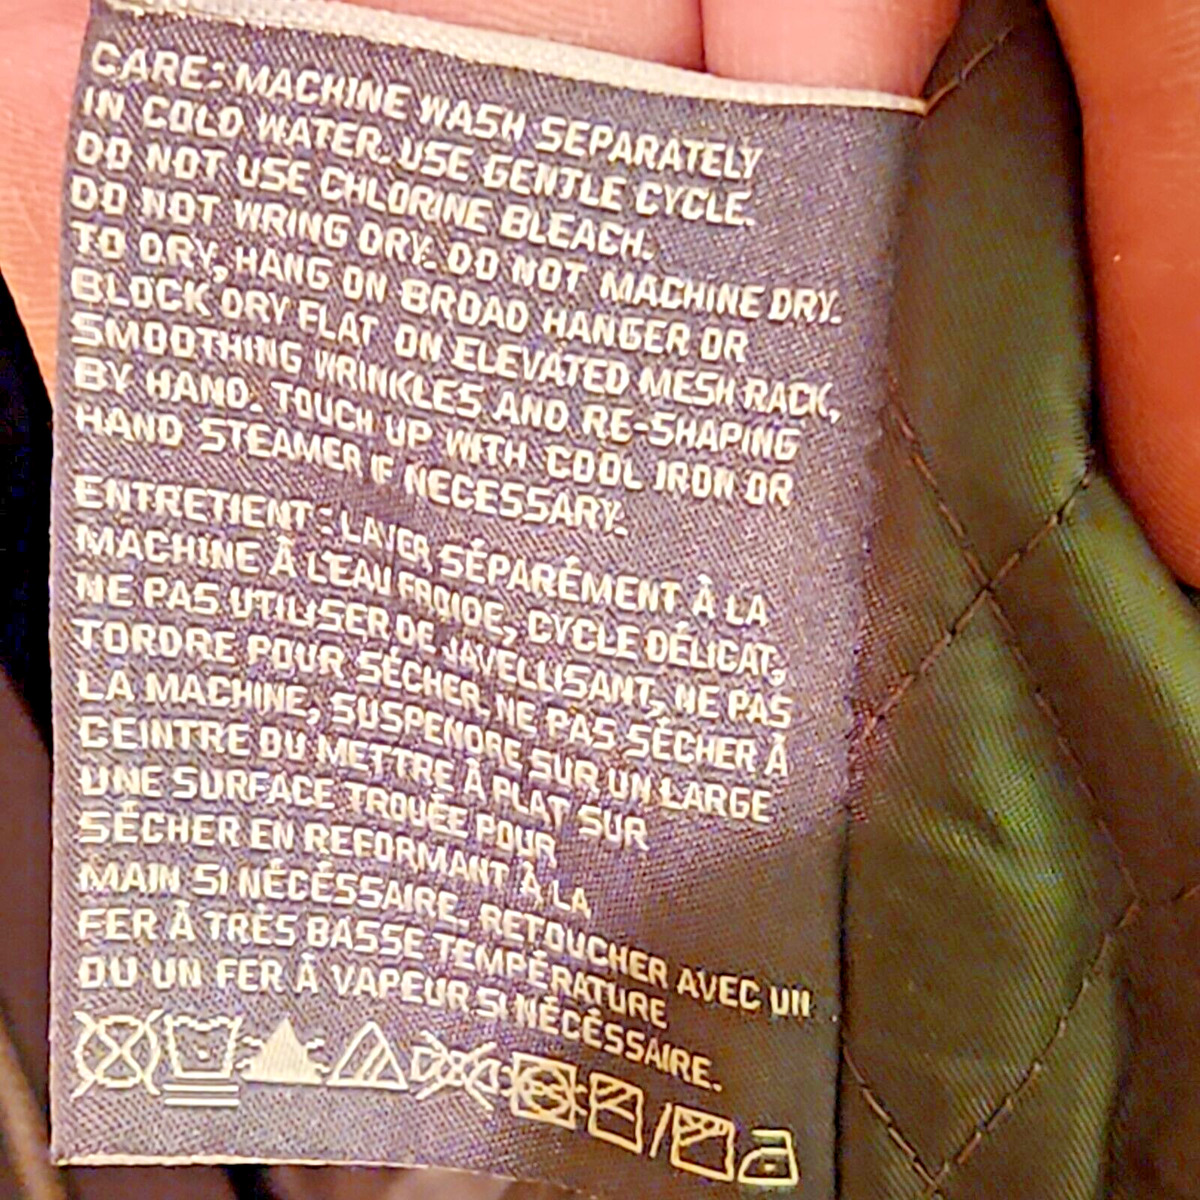 CARE: MACHINE WASH SEPARATELY
IN COLD WATER. USE GENTLE CYCLE.
DO NOT USE CHLORINE BLEACH.
DO NOT WRING DRY. DO NOT MACHINE DRY.
TO DRY, HANG ON BROAD HANGER OR
BLOCK DRY FLAT ON ELEVATED MESH RACK,
SMOOTHING WRINKLES AND RE-SHAPING
BY HAND. TOUCH UP WITH COOL IRON OR
HAND STEAMER IF NECESSARY.
ENTRETIENT : LAVER SÉPARÉMENT À LA
MACHINE À L'EAU FROIDE, CYCLE DÉLICAT,
NE PAS UTILISER DE JAVELLISANT, NE PAS
TORDRE POUR SÉCHER, NE PAS SÉCHER À
LA MACHINE, SUSPENDRE SUR UN LARGE
CEINTRE OU METTRE À PLAT SUR
UNE SURFACE TROUÉE POUR
SÉCHER EN REFORMANT À LA
MAIN SI NÉCÉSSAIRE. RETOUCHER AVEC UN
FER À TRÈS BASSE TEMPÉRATURE
OU UN FER À VAPEUR SI NÉCÉSSAIRE.